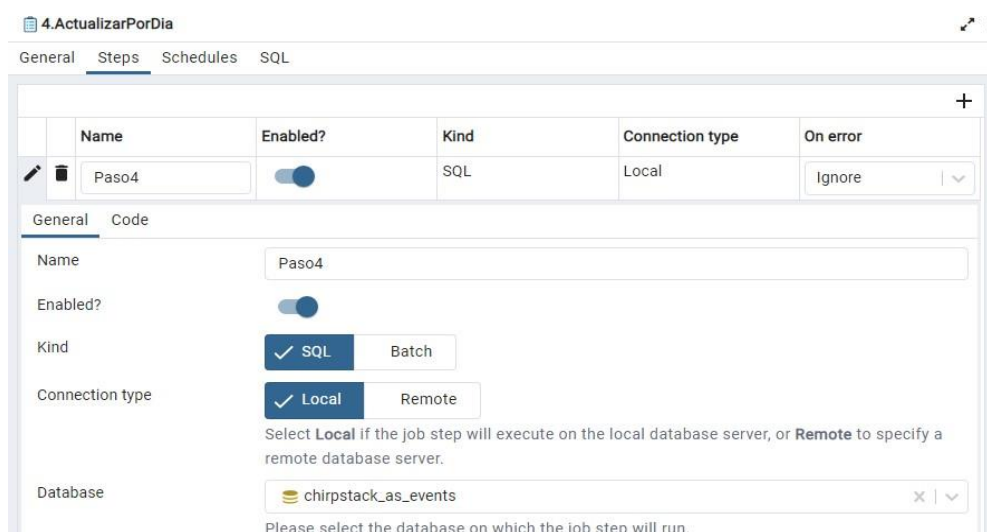 4.ActualizarPorDia
General Steps Schedules SQL
Name Enabled? Kind Connection type On error
Paso4 SQL Local Ignore
General Code
Name Paso4
Enabled?
Kind SQL Batch
Connection type Local Remote
Select Local if the job step will execute on the local database server, or Remote to specify a
remote database server.
Database chirpstack_as_events
Please select the database on which the job step will run.